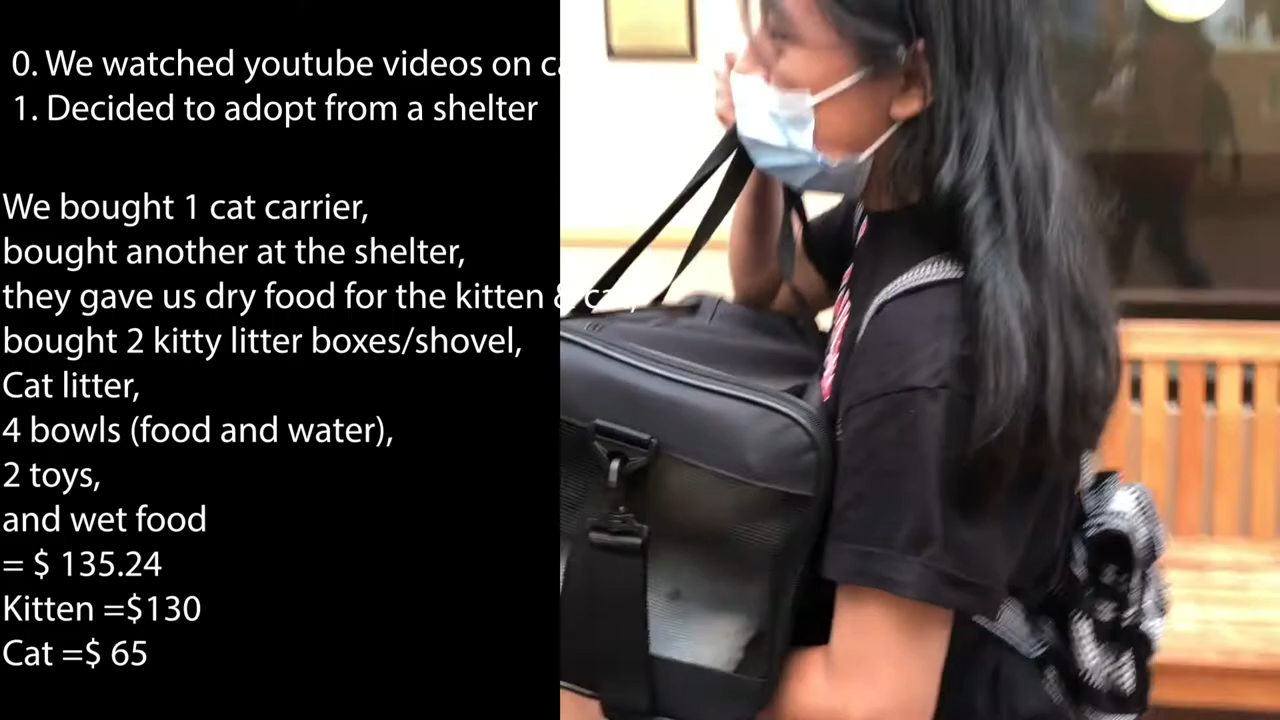 0. We watched youtube videos on
1. Decided to adopt from a shelter
We bought 1 cat carrier,
bought another at the shelter,
they gave us dry food for the kitten &
bought 2 kitty litter boxes/shovel,
Cat litter,
4 bowls (food and water),
2 toys,
and wet food
= $ 135.24
Kitten =$130
Cat =$ 65